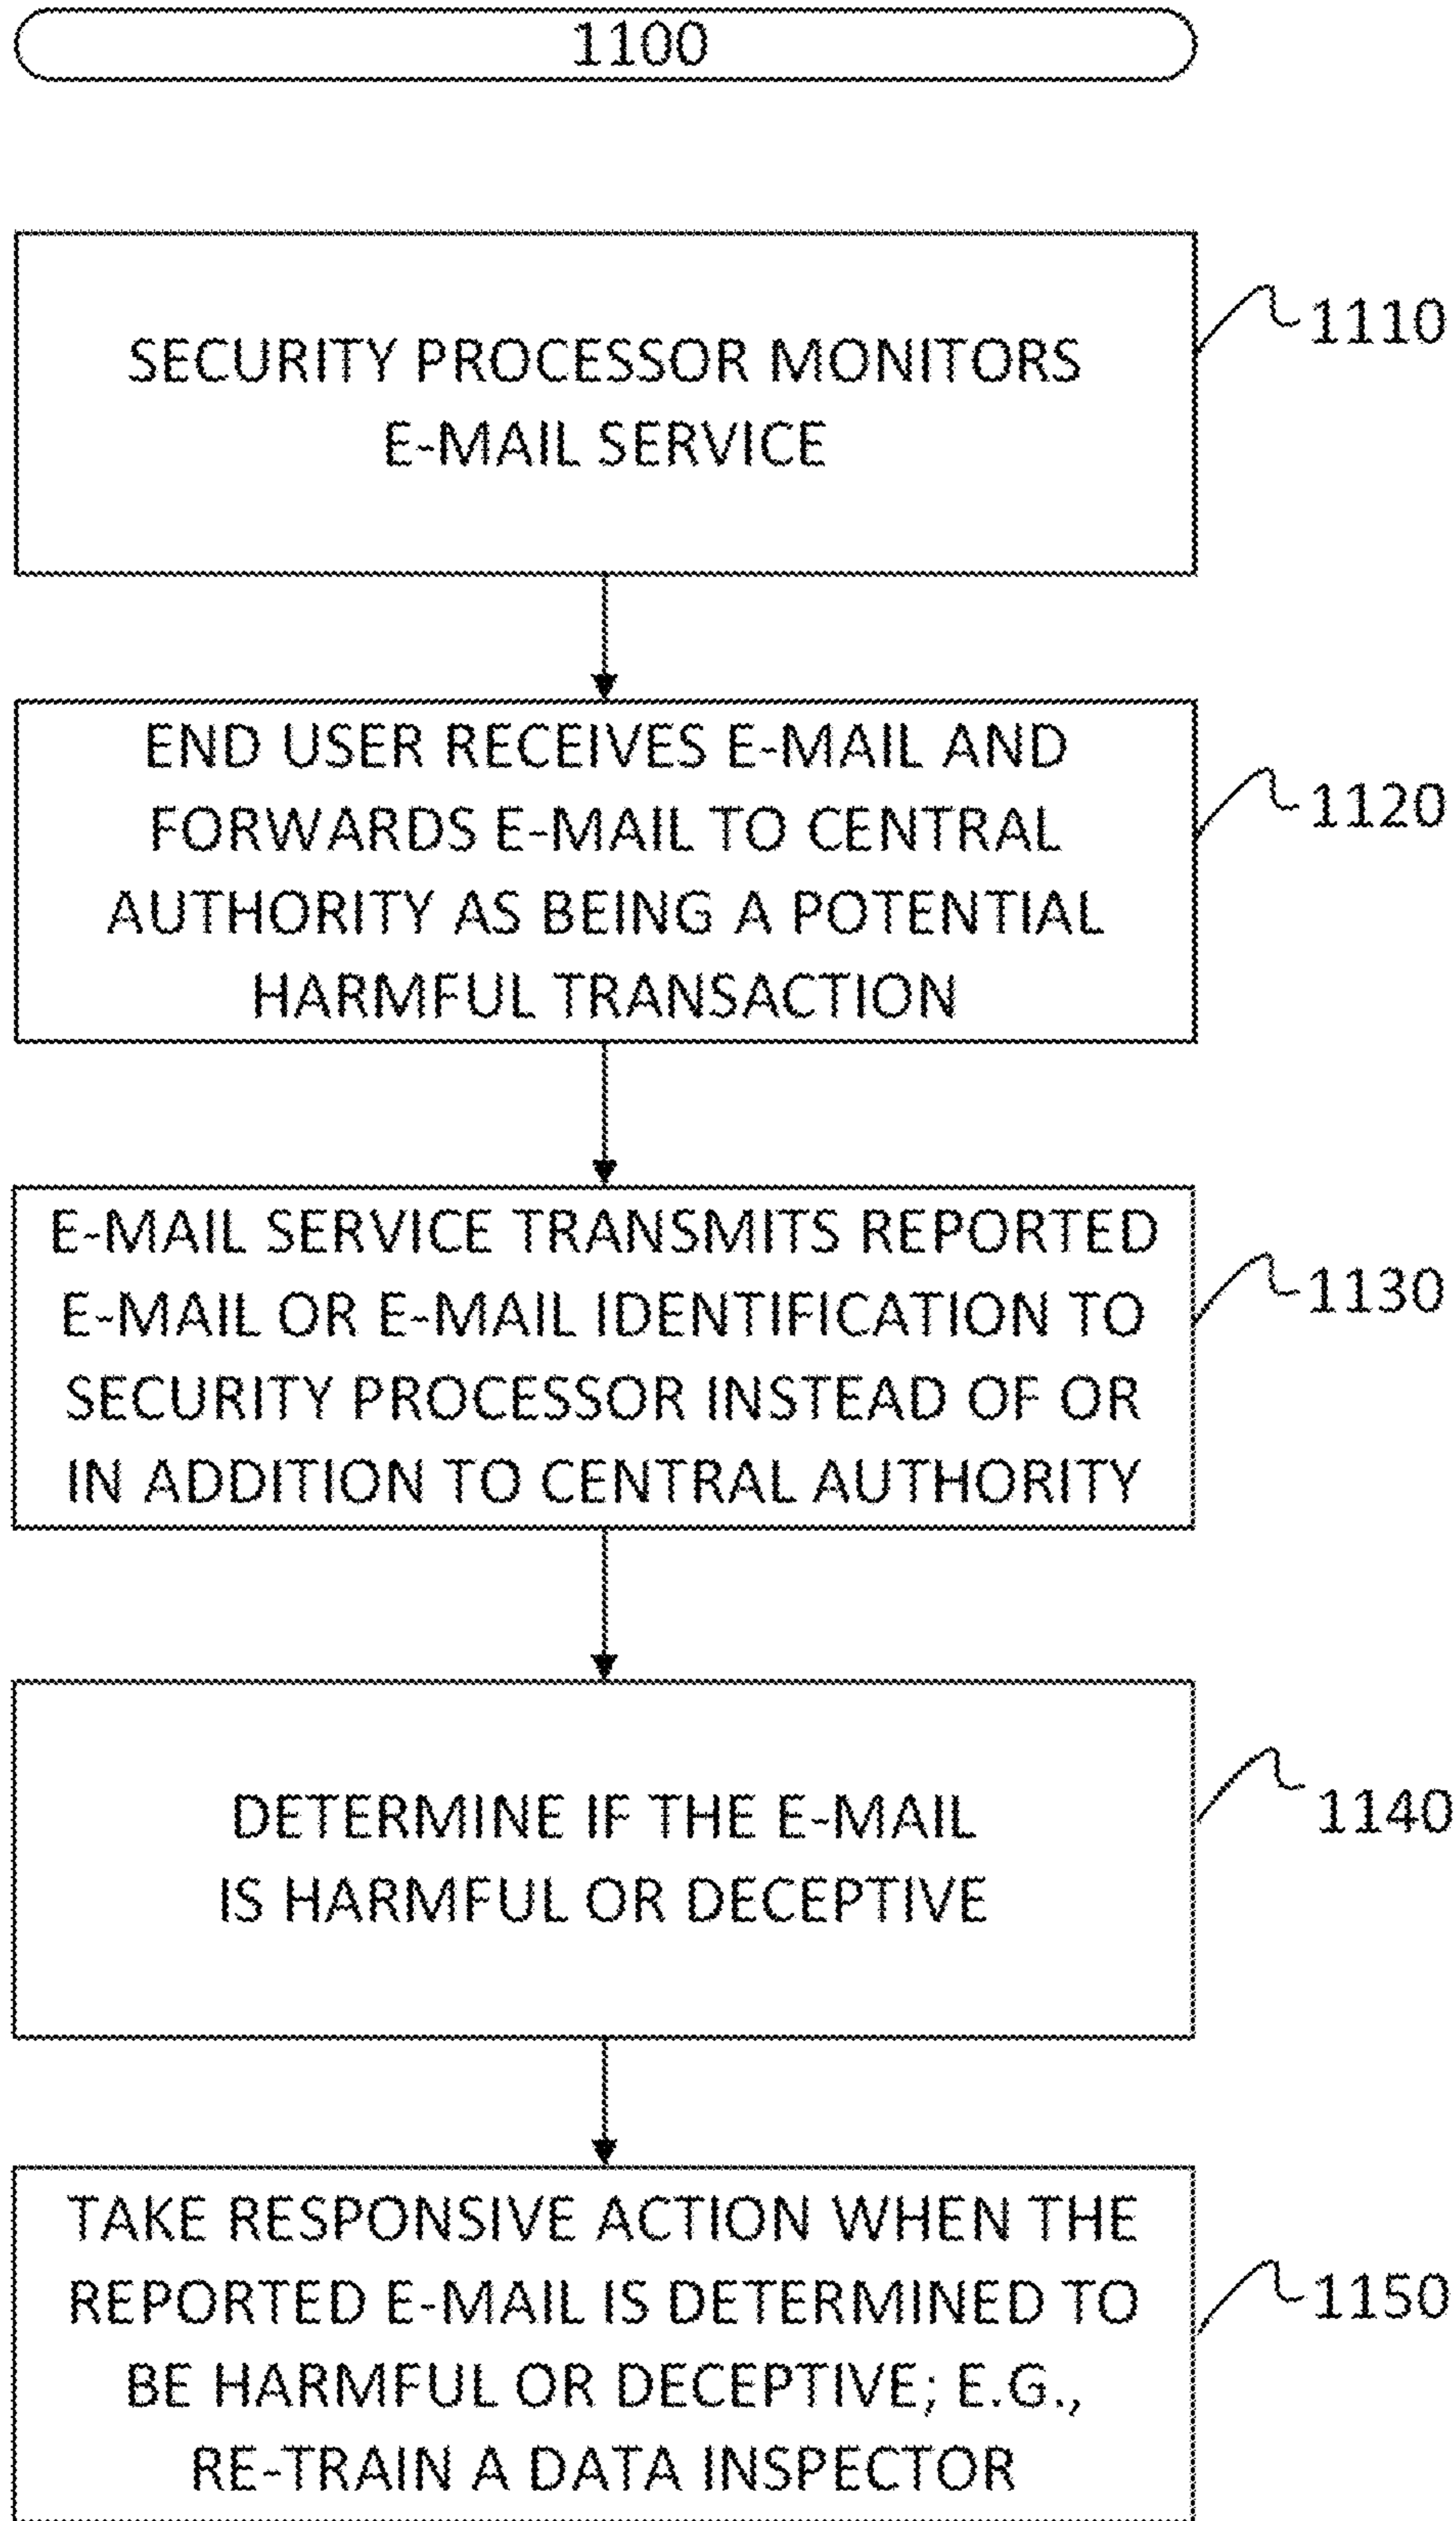 1100
SECURITY PROCESSOR MONITORS
E-MAIL SERVICE
1110
END USER RECEIVES E-MAIL AND
FORWARDS E-MAIL TO CENTRAL
AUTHORITY AS BEING A POTENTIAL
HARMFUL TRANSACTION
1120
E-MAIL SERVICE TRANSMITS REPORTED
E-MAIL OR E-MAIL IDENTIFICATION TO
SECURITY PROCESSOR INSTEAD OF OR
IN ADDITION TO CENTRAL AUTHORITY
1130
DETERMINE IF THE E-MAIL
IS HARMFUL OR DECEPTIVE
1140
TAKE RESPONSIVE ACTION WHEN THE
REPORTED E-MAIL IS DETERMINED TO
BE HARMFUL OR DECEPTIVE; E.G.,
RE-TRAIN A DATA INSPECTOR
1150